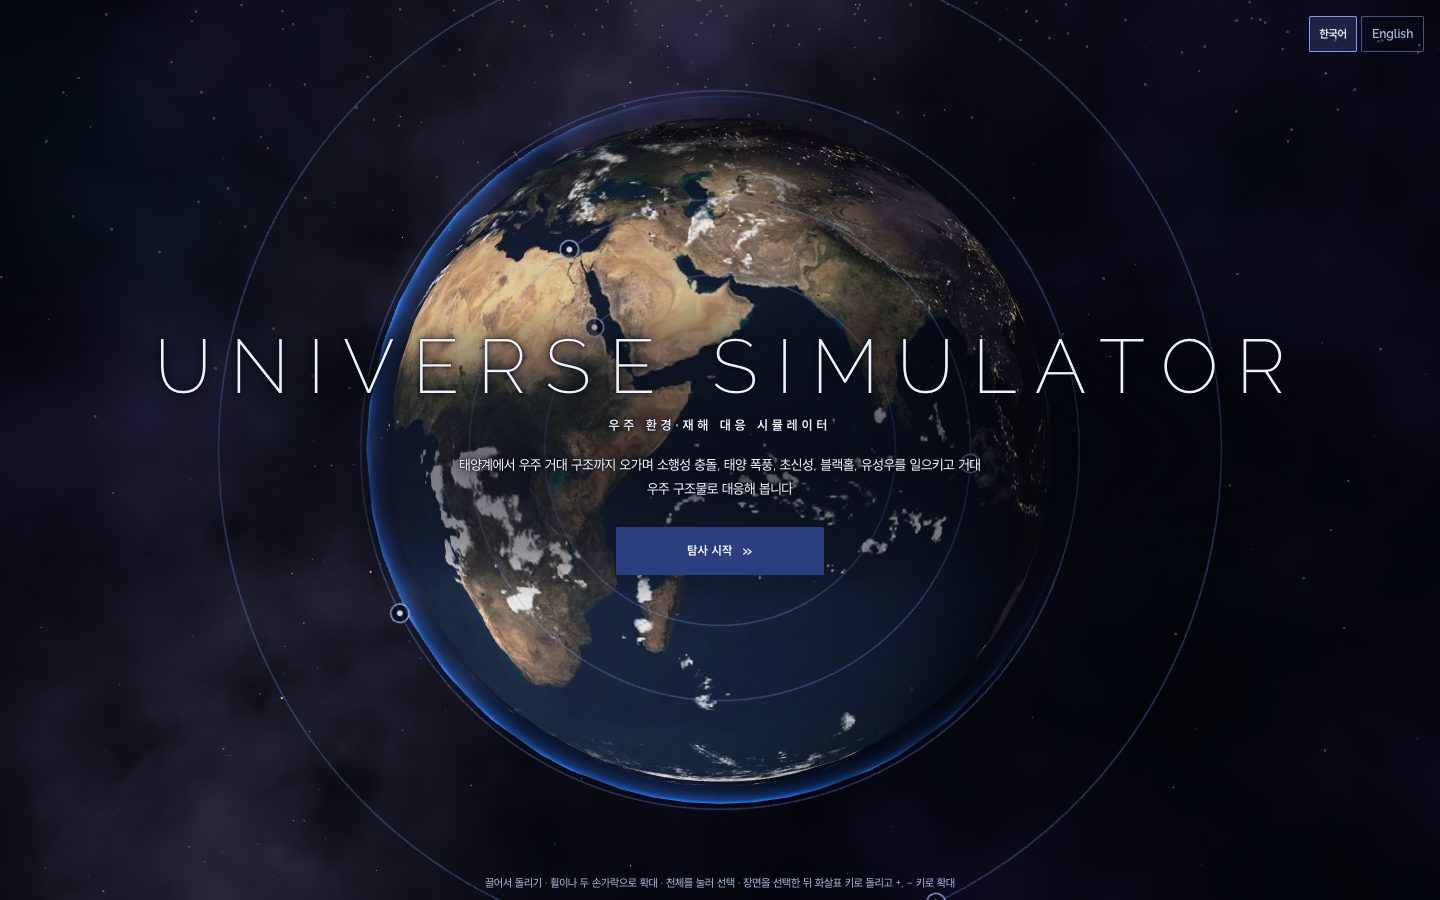 한국어
English
UNIVERSE SIMULATOR
우주 환경·재해 대응 시뮬레이터
태양계에서 우주 거대 구조까지 오가며 소행성 충돌, 태양 폭풍, 초신성, 블랙홀, 유성우를 일으키고 거대
우주 구조물로 대응해 봅니다
탐사 시작 »
끌어서 돌리기 · 휠이나 두 손가락으로 확대 · 천체를 눌러 선택 · 장면을 선택한 뒤 화살표 키로 돌리고 +, − 키로 확대